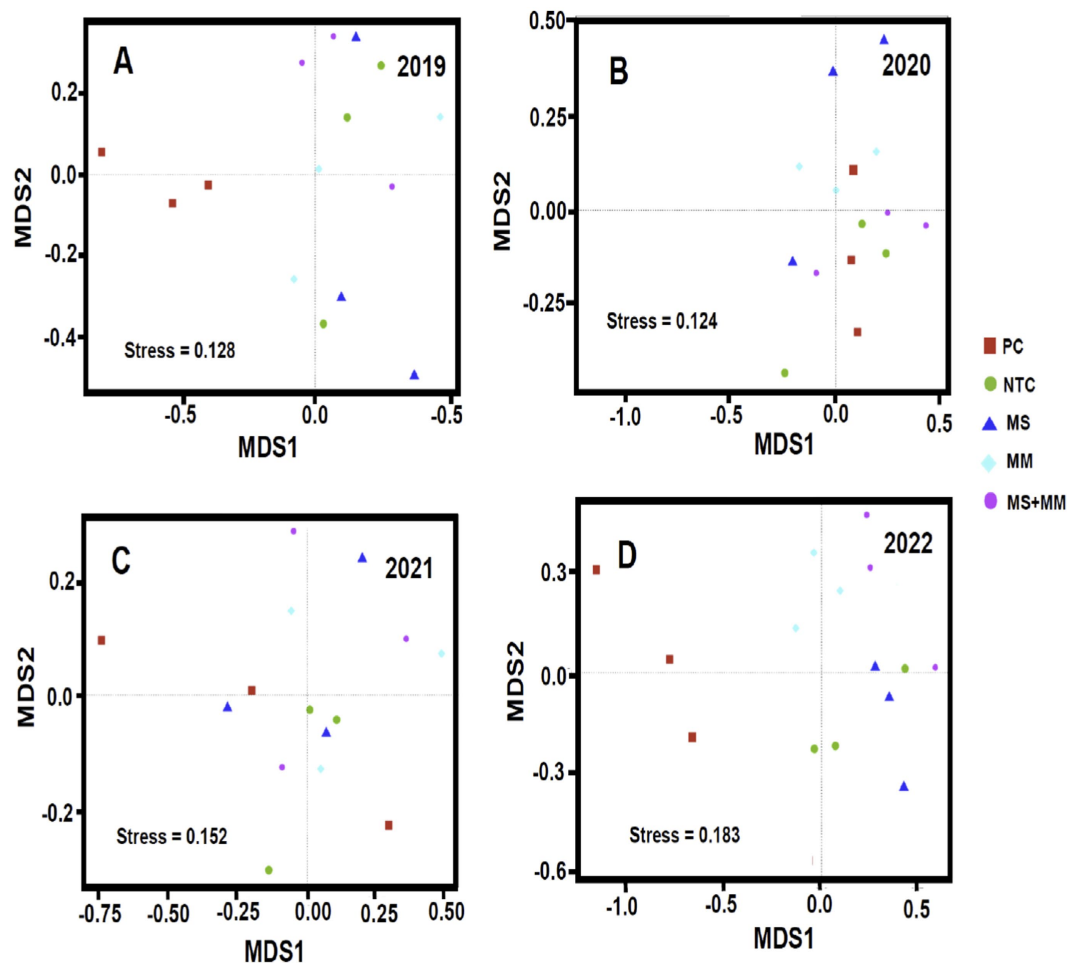 A
2019
0.2
0.0
-0.2
-0.4
MDS2
Stress = 0.128
-0.5
0.0
-0.5
MDS1
B
2020
0.50
0.25
0.00
-0.25
MDS2
Stress = 0.124
-1.0
-0.5
0.0
0.5
MDS1
PC
NTC
MS
MM
MS+MM
C
2021
0.2
0.0
-0.2
MDS2
Stress = 0.152
-0.75
-0.50
-0.25
0.00
0.25
0.50
MDS1
D
2022
0.3
0.0
-0.3
-0.6
MDS2
Stress = 0.183
-1.0
-0.5
0.0
0.5
MDS1